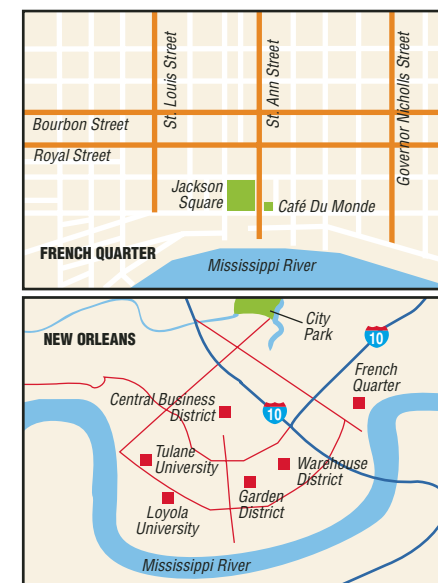 St. Louis Street
St. Ann Street
Governor Nicholls Street
Bourbon Street
Royal Street
Jackson
Square
Café Du Monde
FRENCH QUARTER
Mississippi River
NEW ORLEANS
City
Park
10
French
Quarter
Central Business
District
10
Tulane
University
Warehouse
District
Garden
District
Loyola
University
Mississippi River